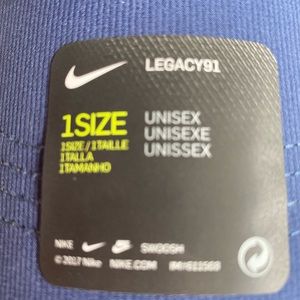 LEGACY91
1SIZE
1SIZE/1TAILLE
1TALLA
1TAMANHO
UNISEX
UNISEXE
UNISSEX
NIKE SWOOSH
© 2017 Nike NIKE.COM